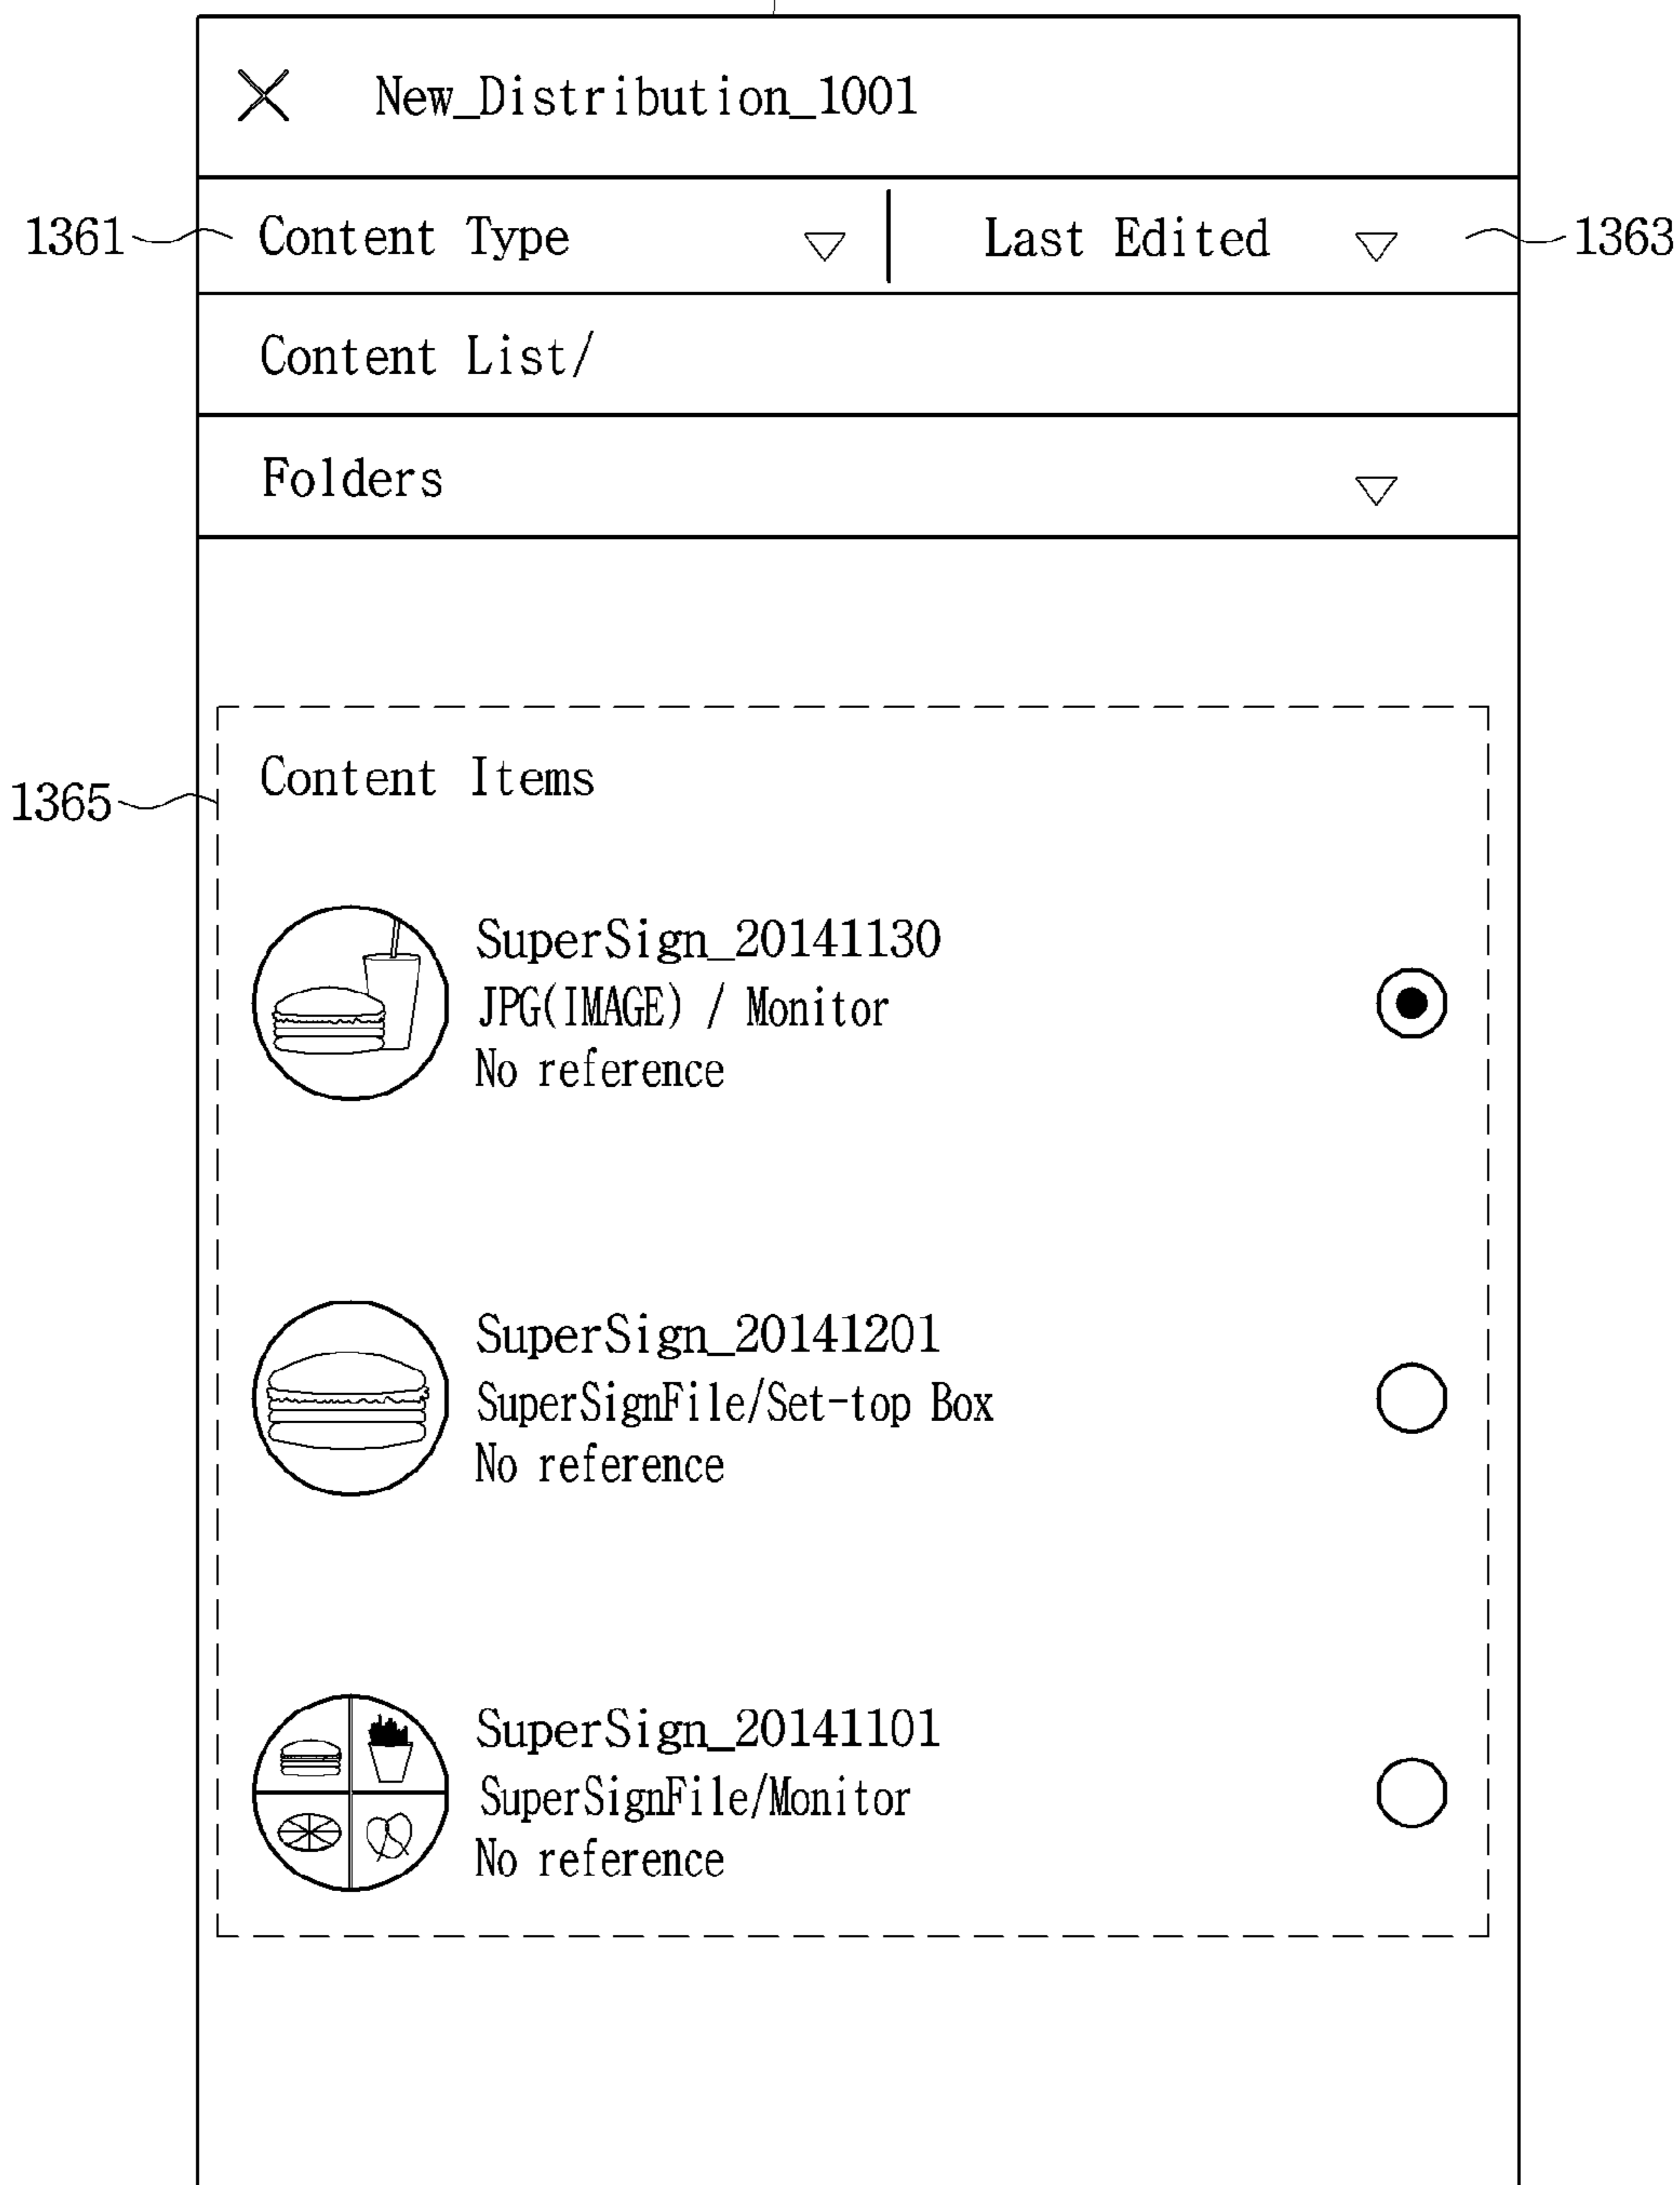 New_Distribution_1001
1361 Content Type Last Edited 1363
Content List/
Folders
1365 Content Items
SuperSign_20141130
JPG(IMAGE) / Monitor
No reference
SuperSign_20141201
SuperSignFile/Set-top Box
No reference
SuperSign_20141101
SuperSignFile/Monitor
No reference